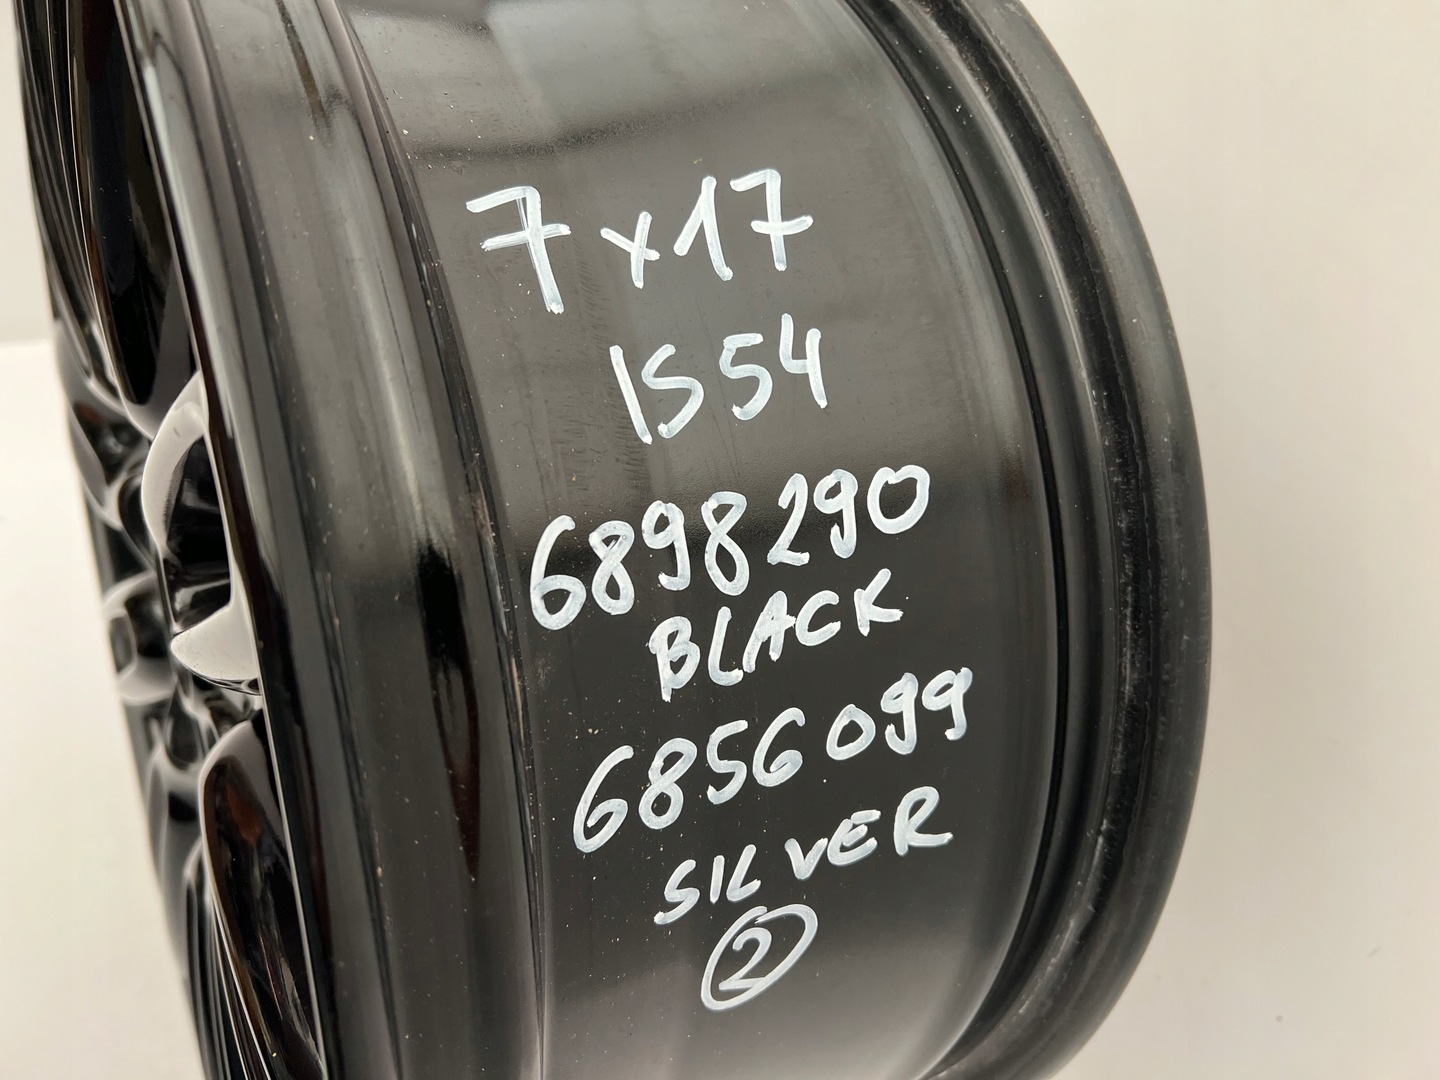 7x17
IS54
6898290
BLACK
6856099
SILVER
2